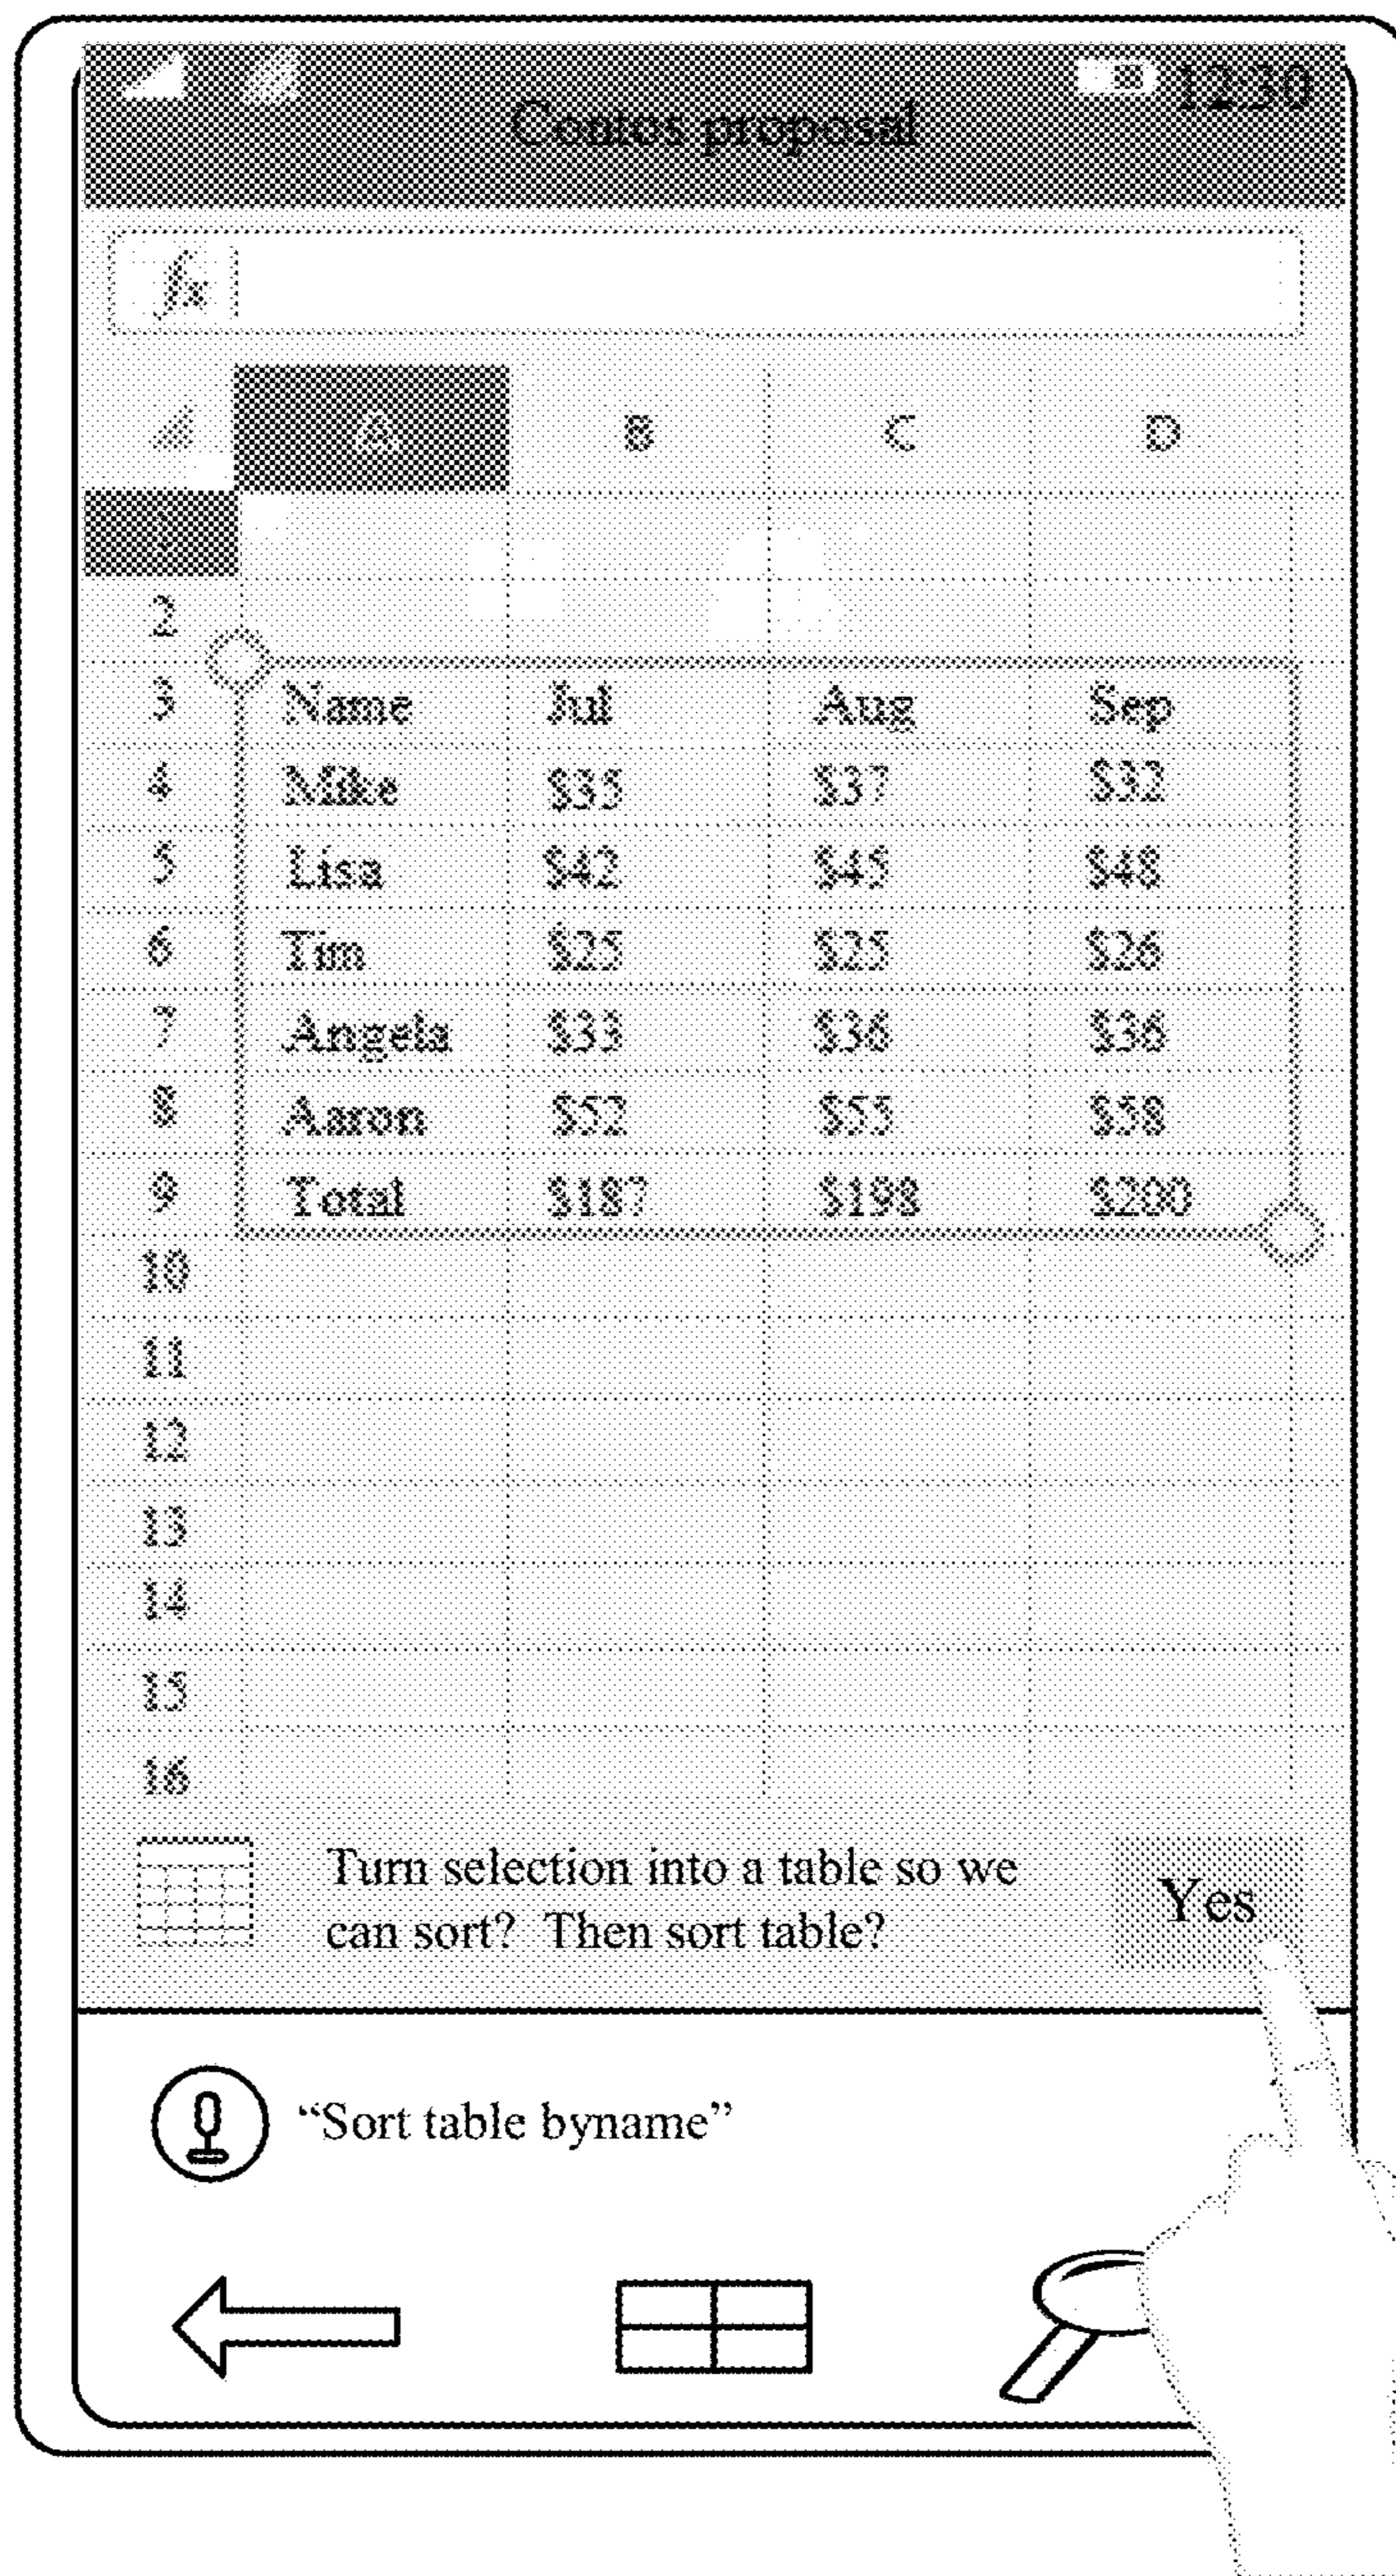 12:30
proposal
fx
A B C D
1
2
3 Name Jul Aug Sep
4 Mike $35 $37 $32
5 Lisa $42 $45 $48
6 Tim $25 $25 $26
7 Angela $33 $36 $36
8 Aaron $52 $55 $58
9 Total $187 $198 $200
10
11
12
13
14
15
16
Turn selection into a table so we
can sort? Then sort table?
Yes
“Sort table byname”